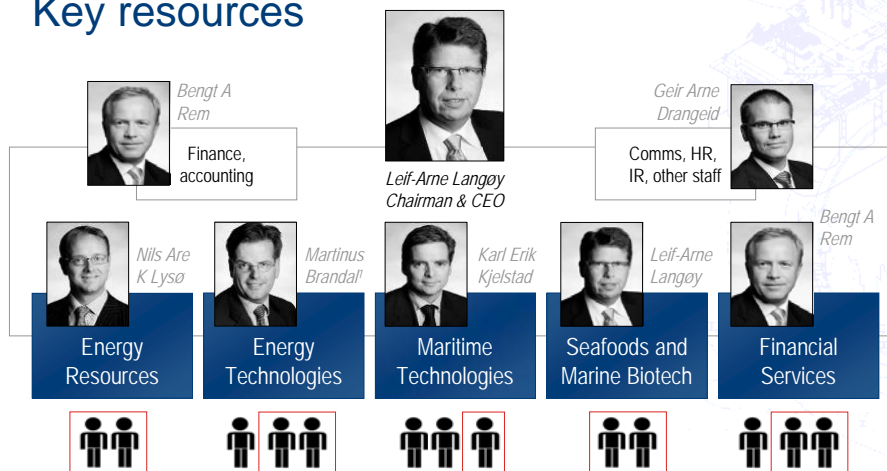 Key resources
Bengt A
Rem
Finance,
accounting
Leif-Arne Langøy
Chairman & CEO
Geir Arne
Drangeid
Comms, HR,
IR, other staff
Nils Are
K Lysø
Martinus
Brandal¹
Karl Erik
Kjelstad
Leif-Arne
Langøy
Bengt A
Rem
Energy
Resources
Energy
Technologies
Maritime
Technologies
Seafoods and
Marine Biotech
Financial
Services